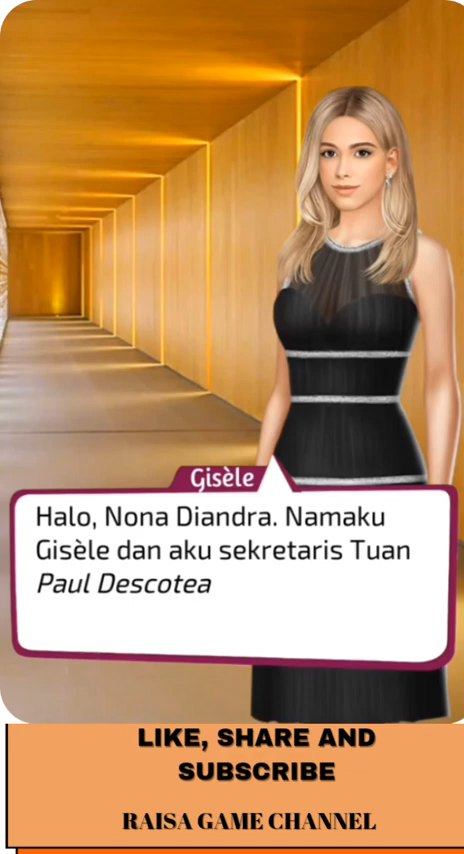 Gisèle
Halo, Nona Diandra. Namaku
Gisèle dan aku sekretaris Tuan
Paul Descotea
LIKE, SHARE AND
SUBSCRIBE
RAISA GAME CHANNEL